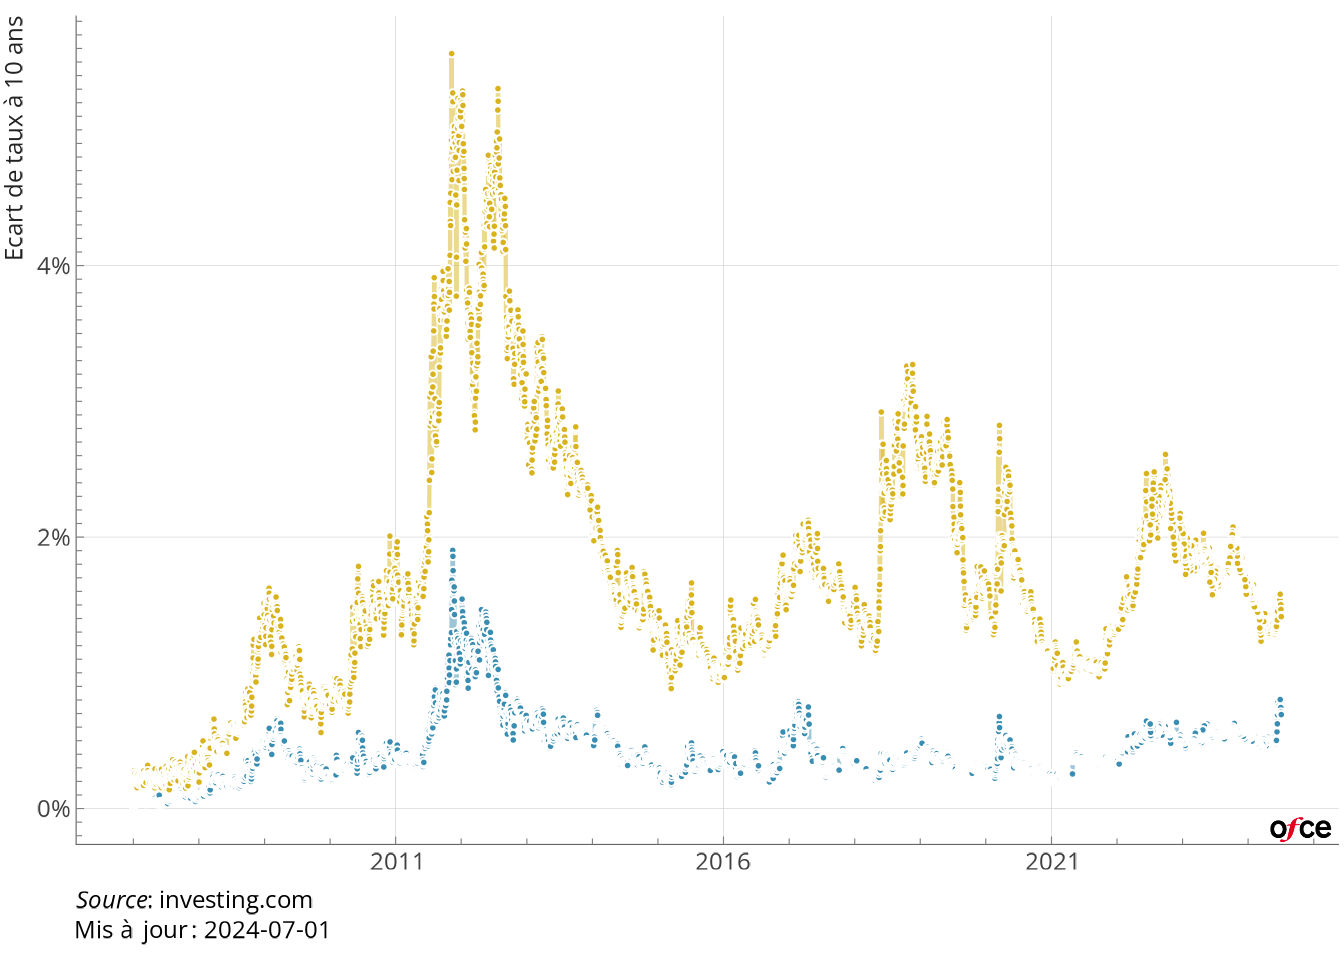 Ecart de taux à 10 ans
4%
2%
0%
2011 2016 2021
ofce
Source: investing.com
Mis à jour: 2024-07-01